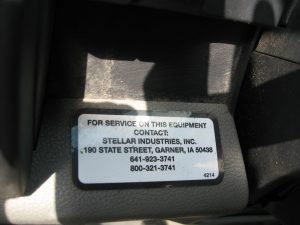 FOR SERVICE ON THIS EQUIPMENT
CONTACT:
STELLAR INDUSTRIES, INC.
190 STATE STREET, GARNER, IA 50438
641-923-3741
800-321-3741
4214